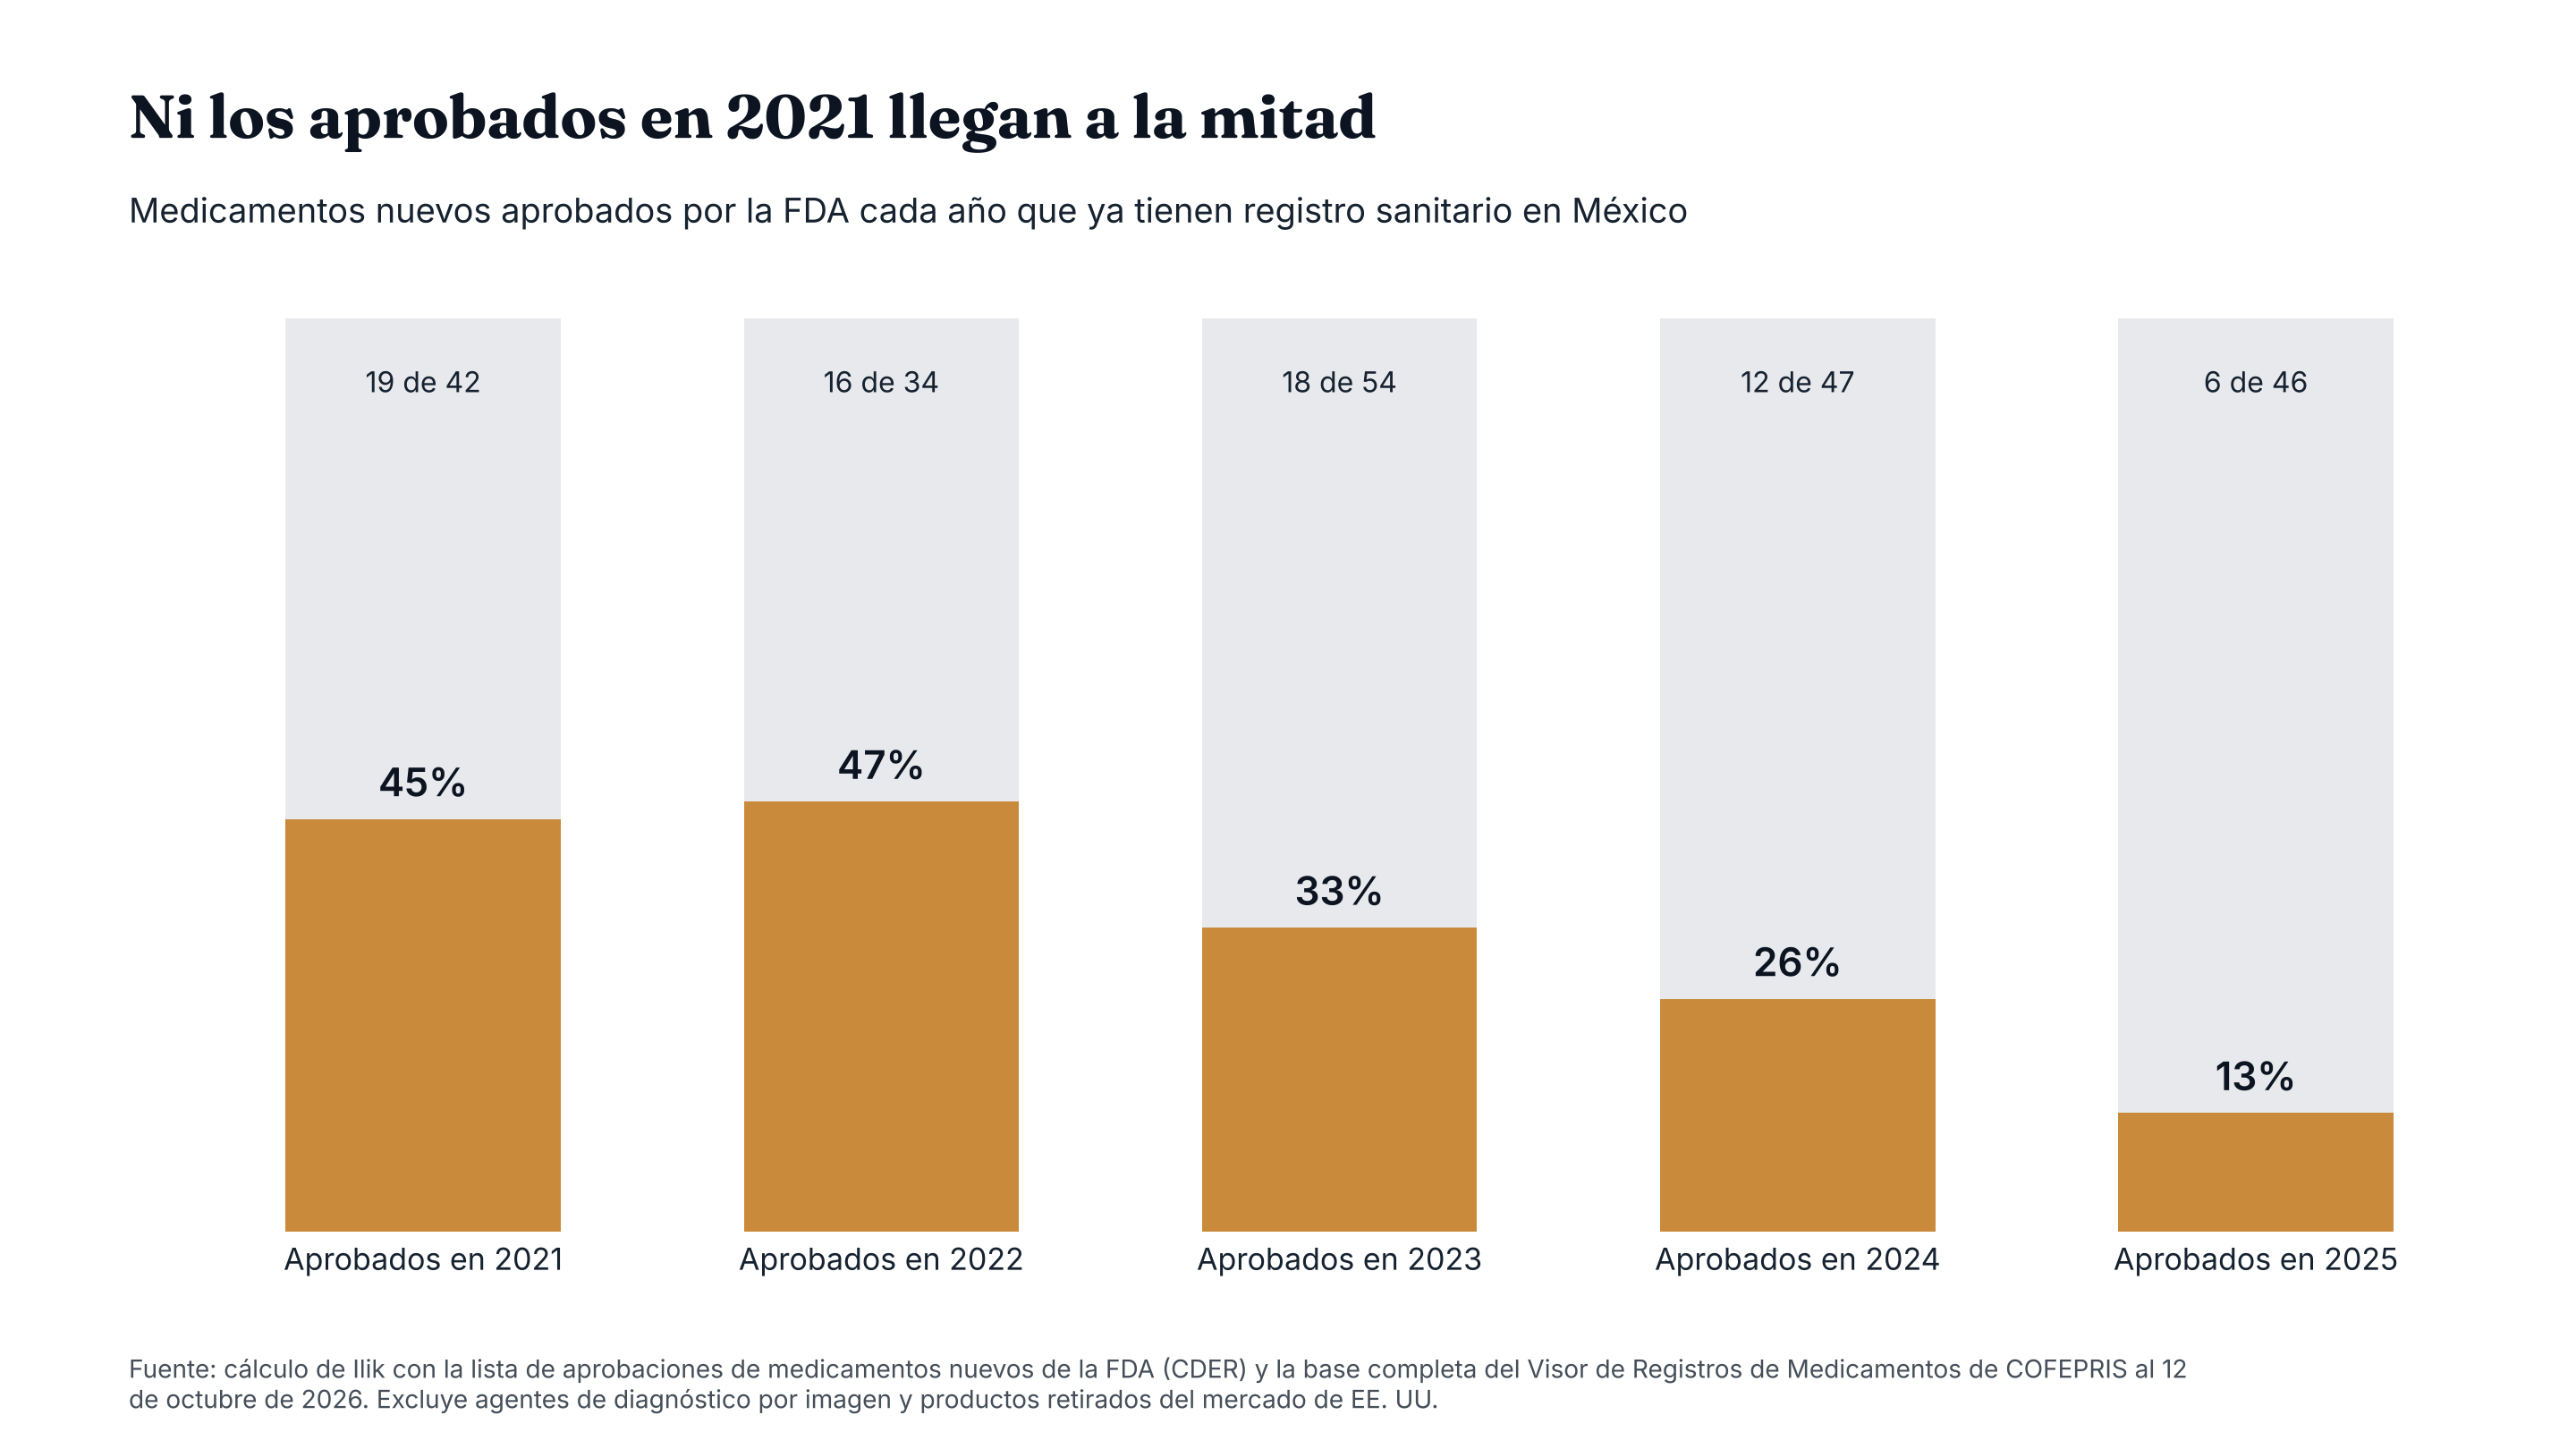 Ni los aprobados en 2021 llegan a la mitad
Medicamentos nuevos aprobados por la FDA cada año que ya tienen registro sanitario en México
19 de 42
16 de 34
18 de 54
12 de 47
6 de 46
45%
47%
33%
26%
13%
Aprobados en 2021
Aprobados en 2022
Aprobados en 2023
Aprobados en 2024
Aprobados en 2025
Fuente: cálculo de Ilik con la lista de aprobaciones de medicamentos nuevos de la FDA (CDER) y la base completa del Visor de Registros de Medicamentos de COFEPRIS al 12
de octubre de 2026. Excluye agentes de diagnóstico por imagen y productos retirados del mercado de EE. UU.